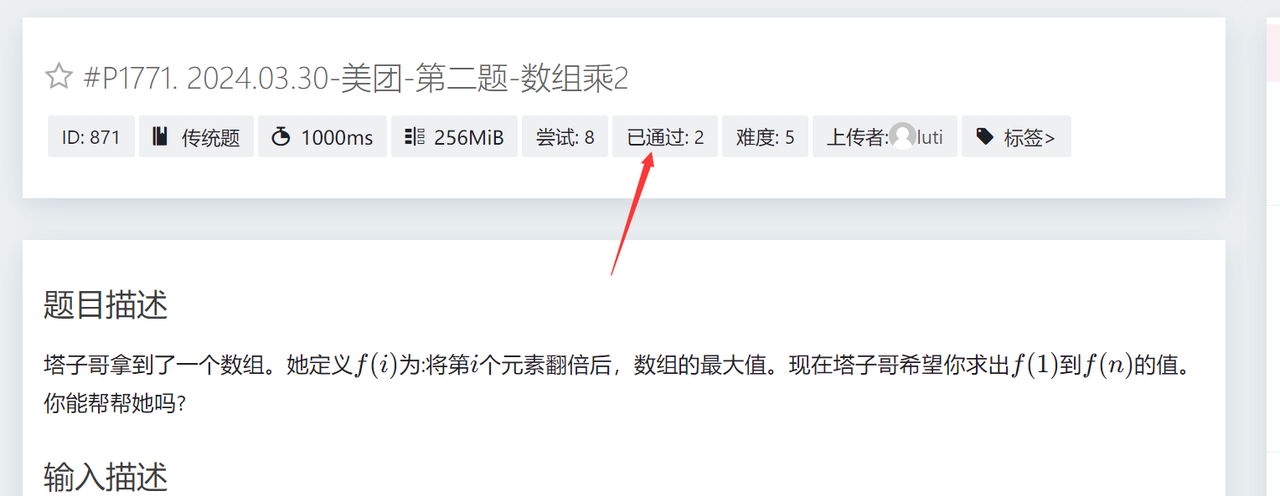 #P1771. 2024.03.30-美团-第二题-数组乘2
ID: 871 传统题 1000ms 256MiB 尝试: 8 已通过: 2 难度: 5 上传者: luti 标签>
题目描述
塔子哥拿到了一个数组。她定义f(i)为:将第i个元素翻倍后，数组的最大值。现在塔子哥希望你求出f(1)到f(n)的值。
你能帮帮她吗?
输入描述